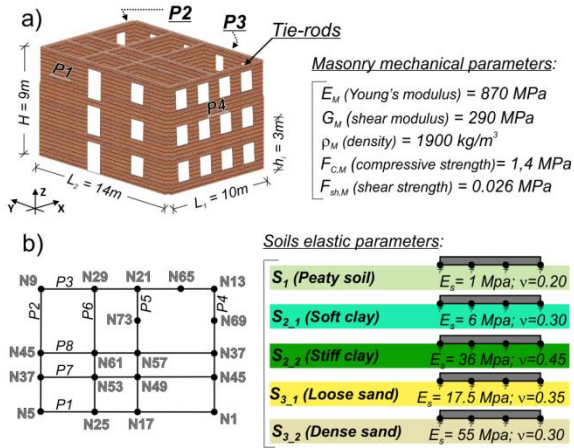 a)
P2
P3
Tie-rods
P1
P4
H = 9m
h_i = 3m
L_2 = 14m
L_1 = 10m
Z
Y
X
Masonry mechanical parameters:
E_M (Young's modulus) = 870 MPa
G_M (shear modulus) = 290 MPa
ρ_M (density) = 1900 kg/m³
F_C,M (compressive strength)= 1,4 MPa
F_sh,M (shear strength) = 0.026 MPa
b)
N9 P3 N29 N21 N65 N13
P2 P6 P5 P4
N73 N69
N45 P8 N61 N57 N37
N37 P7 N53 N49 N45
N5 P1 N25 N17 N1
Soils elastic parameters:
S_1 (Peaty soil) E_s= 1 Mpa; ν=0.20
S_2_1 (Soft clay) E_s= 6 Mpa; ν=0.30
S_2_2 (Stiff clay) E_s= 36 Mpa; ν=0.45
S_3_1 (Loose sand) E_s= 17.5 Mpa; ν=0.35
S_3_2 (Dense sand) E_s= 55 Mpa; ν=0.30